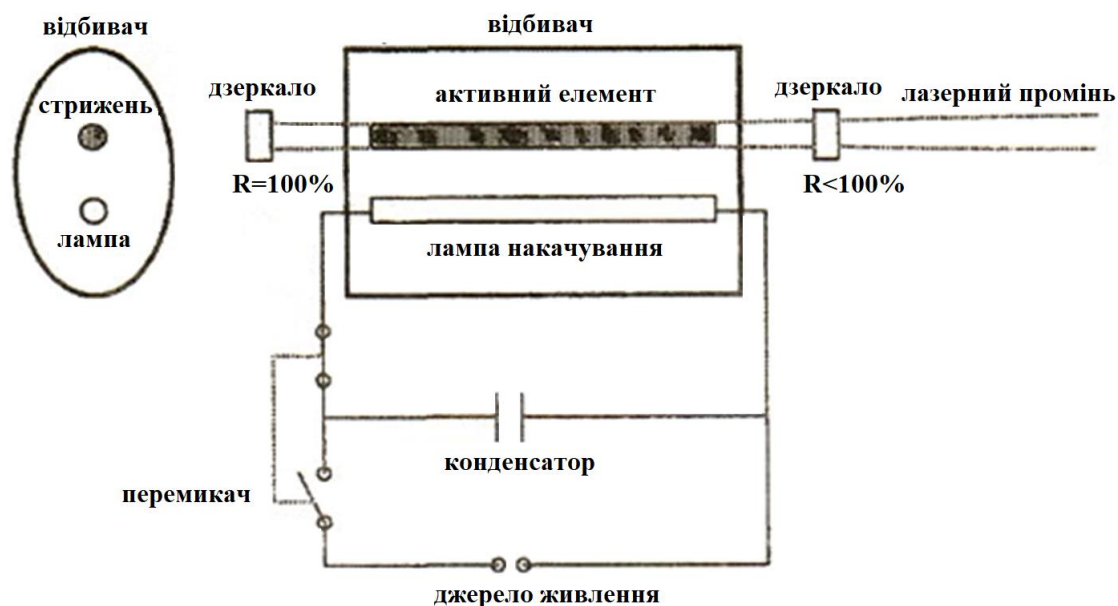 відбивач
відбивач
стрижень
дзеркало
активний елемент
дзеркало
лазерний промінь
R=100%
R<100%
лампа
лампа накачування
конденсатор
перемикач
джерело живлення